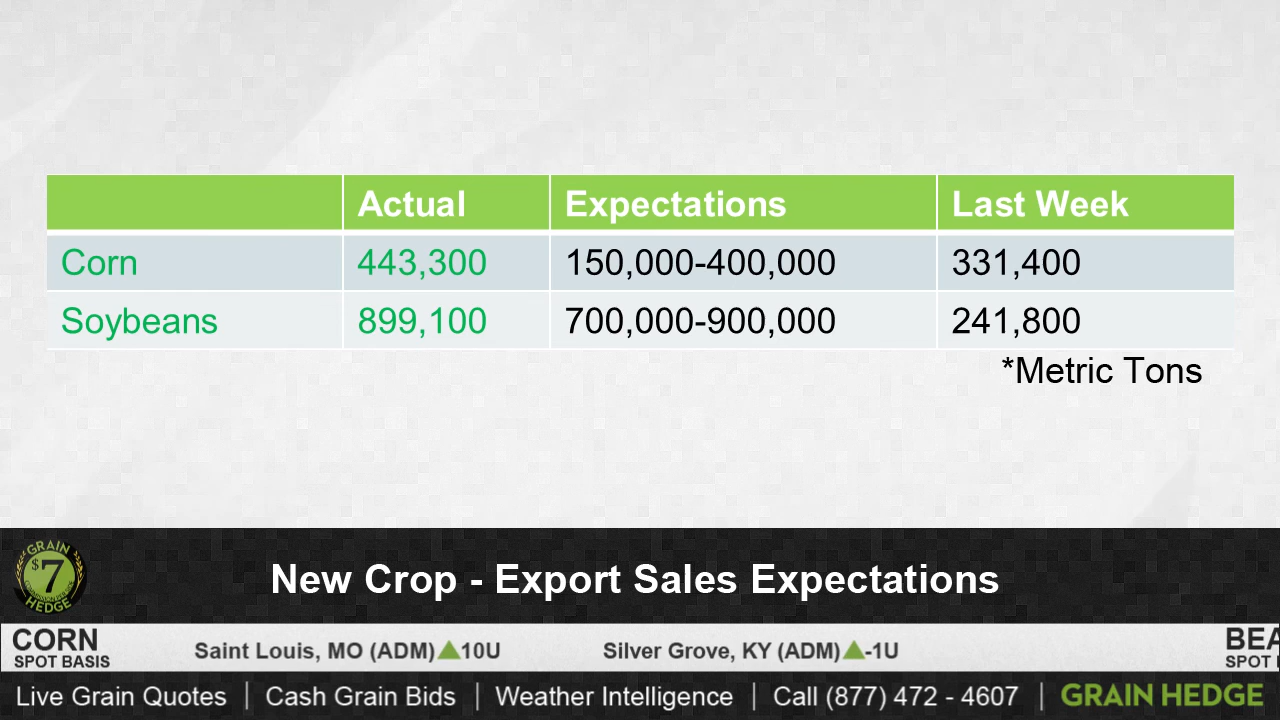 Actual Expectations Last Week
Corn 443,300 150,000-400,000 331,400
Soybeans 899,100 700,000-900,000 241,800
*Metric Tons
GRAIN
$7
HEDGE
New Crop - Export Sales Expectations
CORN
SPOT BASIS
Saint Louis, MO (ADM)▲10U Silver Grove, KY (ADM)▲-1U
BEA
SPOT
Live Grain Quotes | Cash Grain Bids | Weather Intelligence | Call (877) 472 - 4607 | GRAIN HEDGE